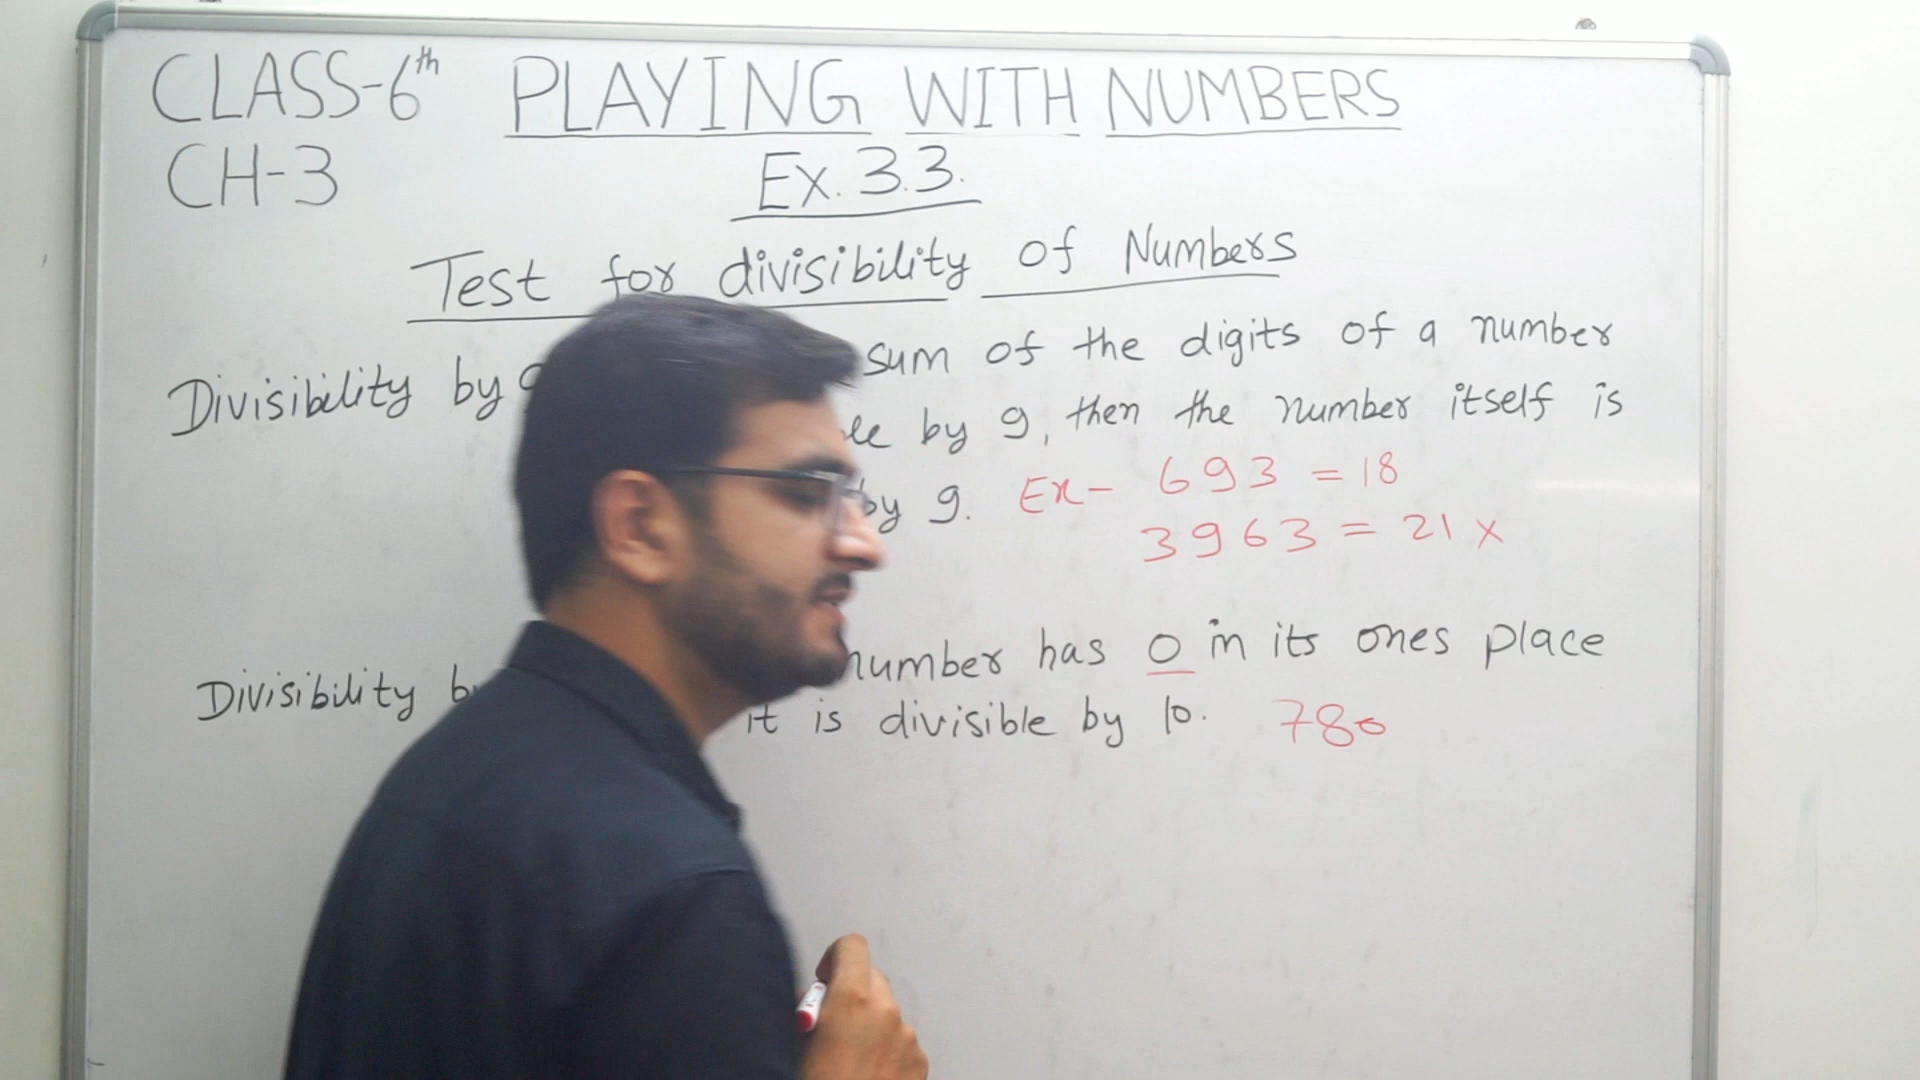 CLASS-6th PLAYING WITH NUMBERS
CH-3 Ex. 3.3.
Test for divisibility of Numbers
Divisibility by sum of the digits of a number
by 9, then the number itself is
by 9. Ex- 693 = 18
3963 = 21 x
Divisibility number has 0 in its ones place
it is divisible by 10. 780